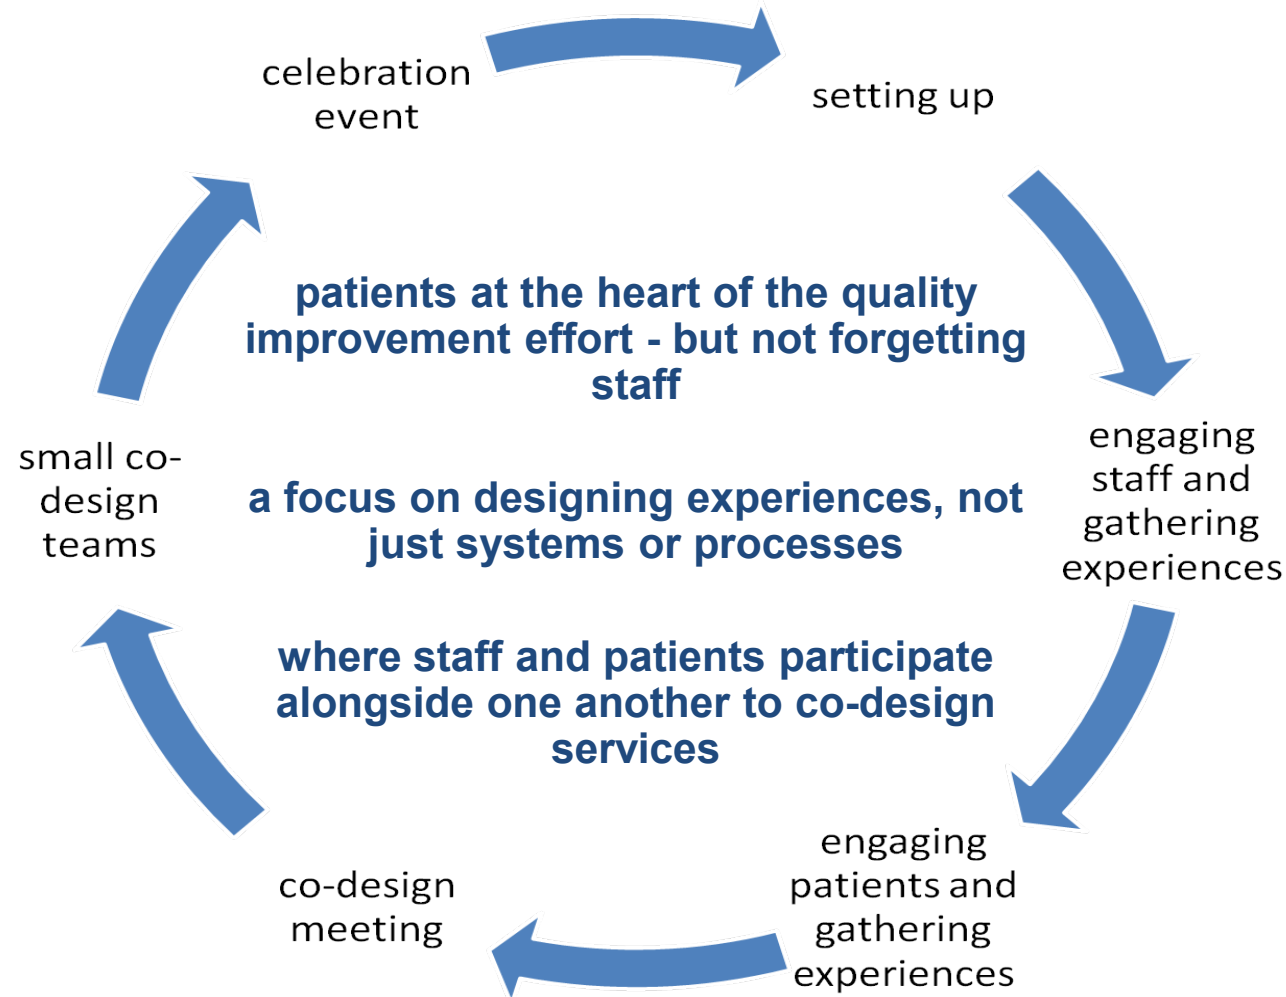 celebration
event
setting up
patients at the heart of the quality
improvement effort - but not forgetting
staff
engaging
staff and
gathering
experiences
small co-
design
teams
a focus on designing experiences, not
just systems or processes
where staff and patients participate
alongside one another to co-design
services
engaging
patients and
gathering
experiences
co-design
meeting